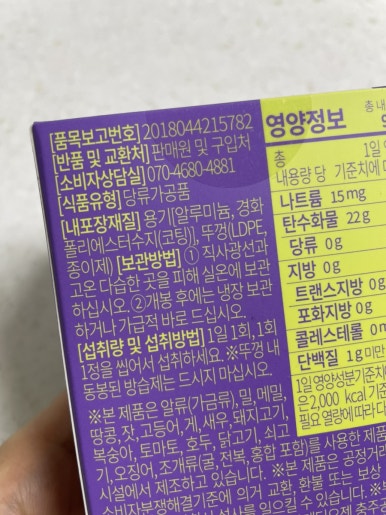 [품목보고번호] 2018044215782
[반품 및 교환처] 판매원 및 구입처
[소비자상담실] 070-4680-4881
[식품유형] 당류가공품
[내포장재질] 용기[알루미늄, 경화
폴리에스터수지(코팅)], 뚜껑(LDPE,
종이제) [보관방법] ① 직사광선과
고온 다습한 곳을 피해 실온에 보관
하십시오. ②개봉 후에는 냉장 보관
하거나 가급적 바로 드십시오.
[섭취량 및 섭취방법] 1일 1회, 1회
1정을 씹어서 섭취하세요. ※뚜껑 내
동봉된 방습제는 드시지 마십시오.
※본 제품은 알류(가금류), 밀, 메밀,
땅콩, 잣, 고등어, 게, 새우, 돼지고기,
복숭아, 토마토, 호두, 닭고기, 쇠고
기, 오징어, 조개류(굴, 전복, 홍합 포함)를 사용한 제품
시설에서 제조하고 있습니다. ※본 제품은 공정거래
소비자분쟁해결기준에 의거 교환, 환불 또는 보상
영양정보
총 내
총
1일
내용량 당 기준치에
나트륨 15mg
탄수화물 22g
당류 0g
지방 0g
트랜스지방 0g
포화지방 0g
콜레스테롤 0m
단백질 1g 미만
1일 영양성분기준치
은 2,000 kcal 기준
필요 열량에 따라 다